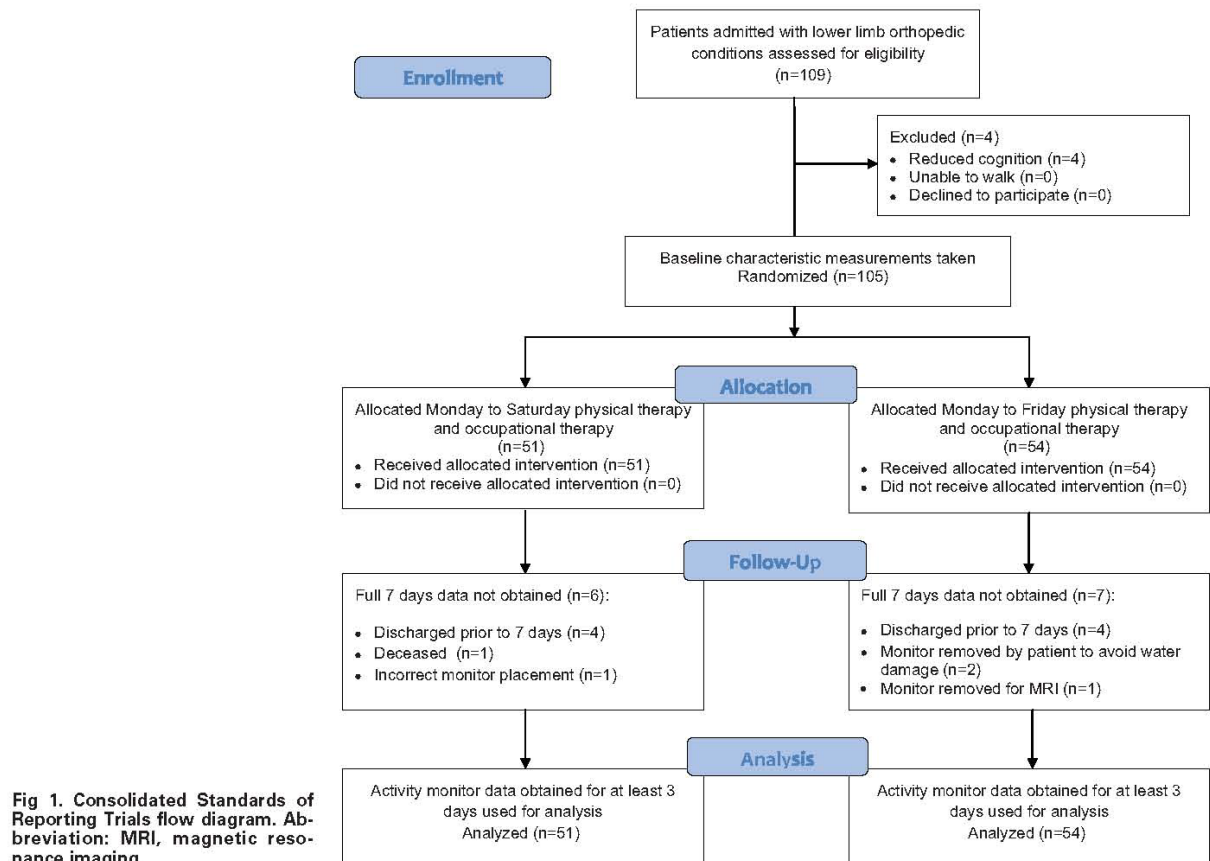 Patients admitted with lower limb orthopedic
conditions assessed for eligibility
(n=109)
Enrollment
Excluded (n=4)
• Reduced cognition (n=4)
• Unable to walk (n=0)
• Declined to participate (n=0)
Baseline characteristic measurements taken
Randomized (n=105)
Allocation
Allocated Monday to Saturday physical therapy
and occupational therapy
(n=51)
• Received allocated intervention (n=51)
• Did not receive allocated intervention (n=0)
Allocated Monday to Friday physical therapy
and occupational therapy
(n=54)
• Received allocated intervention (n=54)
• Did not receive allocated intervention (n=0)
Follow-Up
Full 7 days data not obtained (n=6):
• Discharged prior to 7 days (n=4)
• Deceased (n=1)
• Incorrect monitor placement (n=1)
Full 7 days data not obtained (n=7):
• Discharged prior to 7 days (n=4)
• Monitor removed by patient to avoid water
damage (n=2)
• Monitor removed for MRI (n=1)
Analysis
Activity monitor data obtained for at least 3
days used for analysis
Analyzed (n=51)
Activity monitor data obtained for at least 3
days used for analysis
Analyzed (n=54)
Fig 1. Consolidated Standards of
Reporting Trials flow diagram. Ab-
breviation: MRI, magnetic reso-
nance imaging